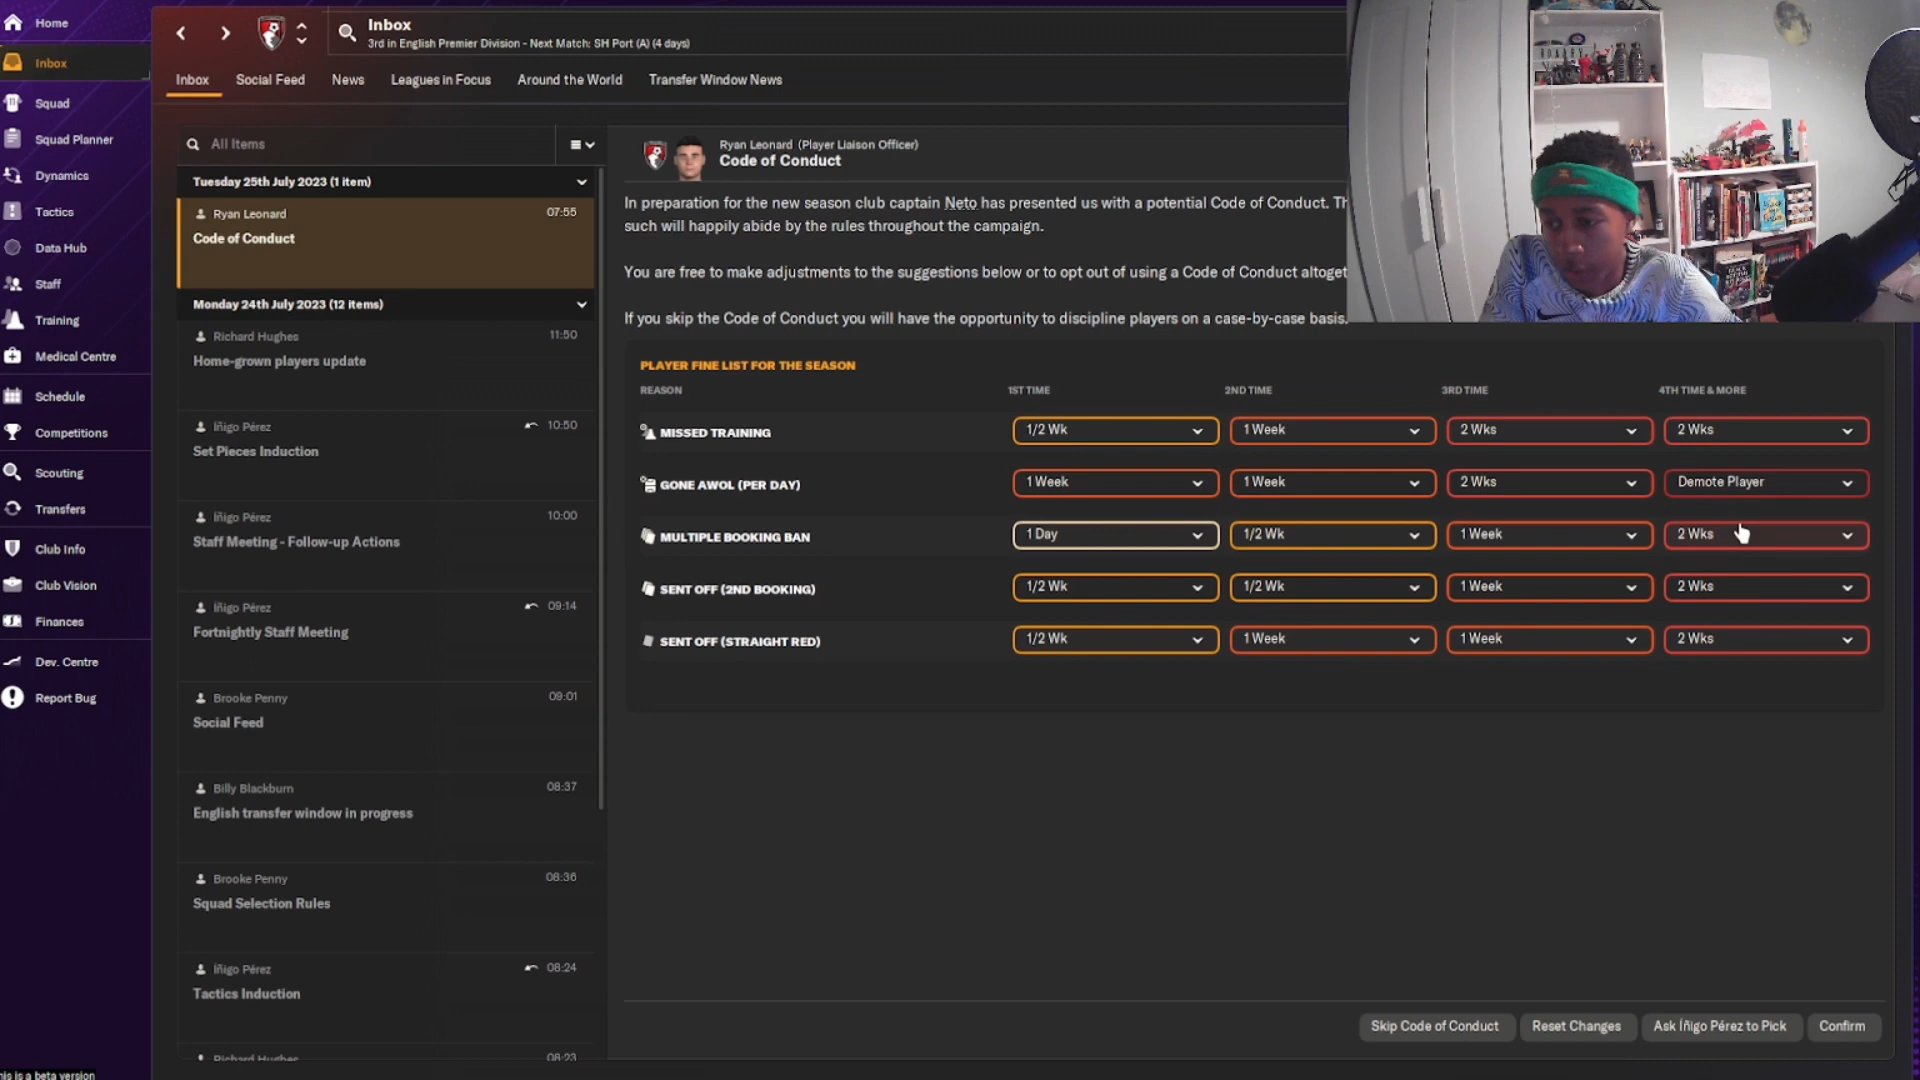 Home
Inbox
Squad
Squad Planner
Dynamics
Tactics
Data Hub
Staff
Training
Medical Centre
Schedule
Competitions
Scouting
Transfers
Club Info
Club Vision
Finances
Dev. Centre
Report Bug
his is a beta version
Inbox
3rd in English Premier Division - Next Match: SH Port (A) (4 days)
Inbox Social Feed News Leagues in Focus Around the World Transfer Window News
All Items
Tuesday 25th July 2023 (1 item)
Ryan Leonard 07:55
Code of Conduct
Monday 24th July 2023 (12 items)
Richard Hughes 11:50
Home-grown players update
Iñigo Pérez 10:50
Set Pieces Induction
Iñigo Pérez 10:00
Staff Meeting - Follow-up Actions
Iñigo Pérez 09:14
Fortnightly Staff Meeting
Brooke Penny 09:01
Social Feed
Billy Blackburn 08:37
English transfer window in progress
Brooke Penny 08:36
Squad Selection Rules
Iñigo Pérez 08:24
Tactics Induction
Richard Hughes 08:23
Ryan Leonard (Player Liaison Officer)
Code of Conduct
In preparation for the new season club captain Neto has presented us with a potential Code of Conduct. Th
such will happily abide by the rules throughout the campaign.
You are free to make adjustments to the suggestions below or to opt out of using a Code of Conduct altoget
If you skip the Code of Conduct you will have the opportunity to discipline players on a case-by-case basis.
PLAYER FINE LIST FOR THE SEASON
REASON 1ST TIME 2ND TIME 3RD TIME 4TH TIME & MORE
MISSED TRAINING 1/2 Wk 1 Week 2 Wks 2 Wks
GONE AWOL (PER DAY) 1 Week 1 Week 2 Wks Demote Player
MULTIPLE BOOKING BAN 1 Day 1/2 Wk 1 Week 2 Wks
SENT OFF (2ND BOOKING) 1/2 Wk 1/2 Wk 1 Week 2 Wks
SENT OFF (STRAIGHT RED) 1/2 Wk 1 Week 1 Week 2 Wks
Skip Code of Conduct Reset Changes Ask Iñigo Pérez to Pick Confirm